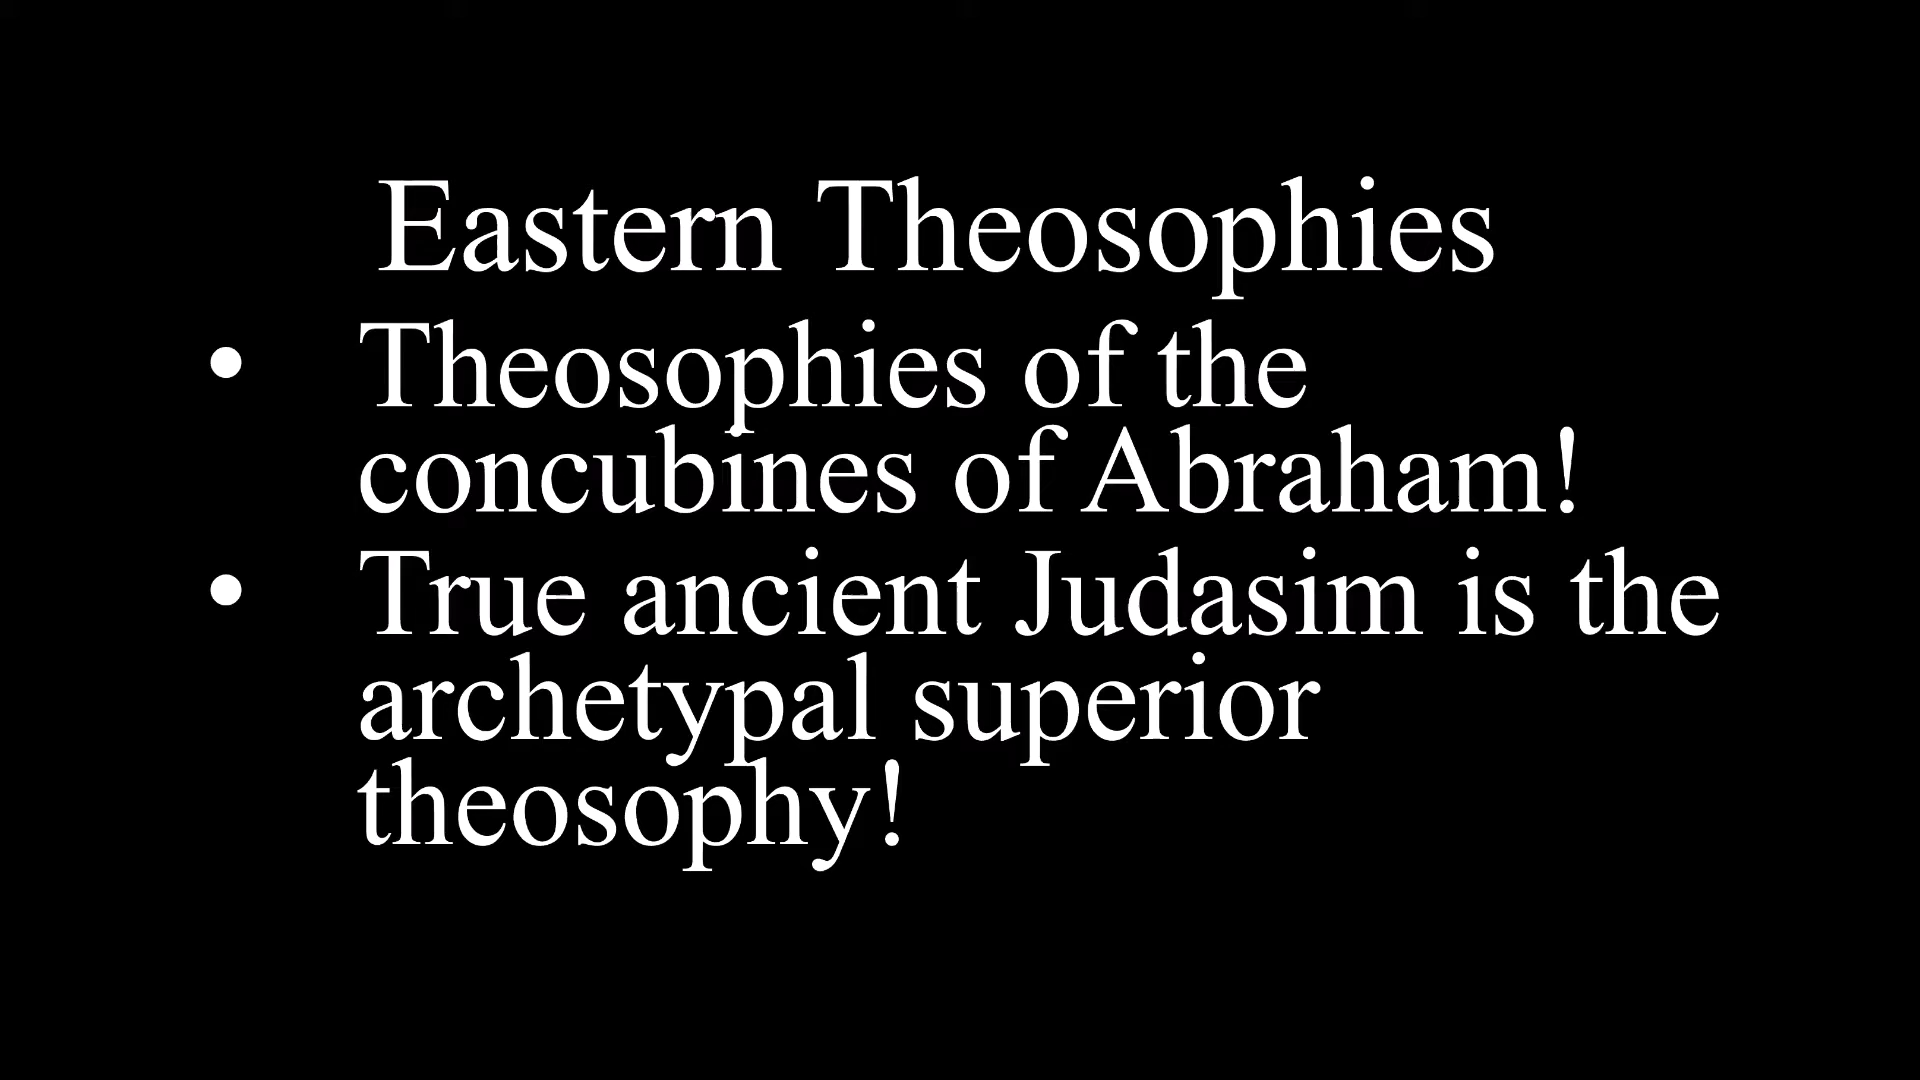 Eastern Theosophies
• Theosophies of the
concubines of Abraham!
• True ancient Judasim is the
archetypal superior
theosophy!